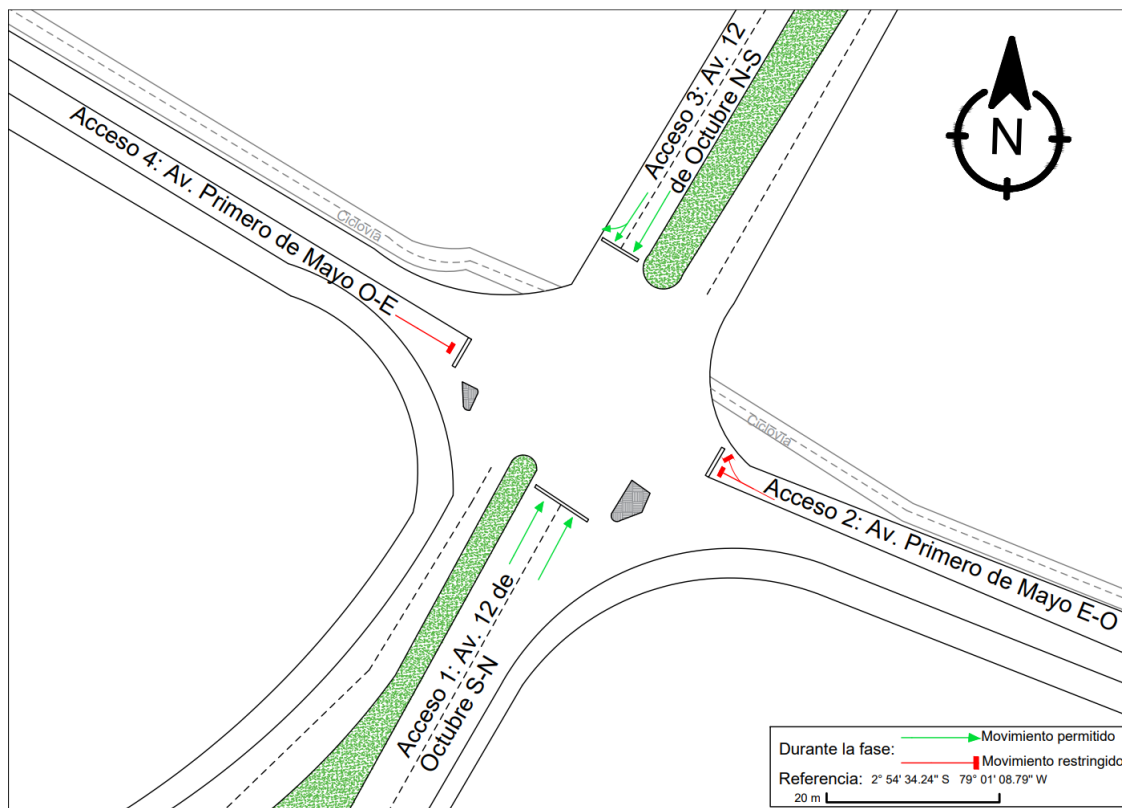 Acceso 3: Av. 12
de Octubre N-S
N
Acceso 4: Av. Primero de Mayo O-E
Ciclovía
Ciclovía
Acceso 2: Av. Primero de Mayo E-O
Acceso 1: Av. 12 de
Octubre S-N
Durante la fase:
Movimiento permitido
Movimiento restringido
Referencia: 2° 54' 34.24" S 79° 01' 08.79" W
20 m